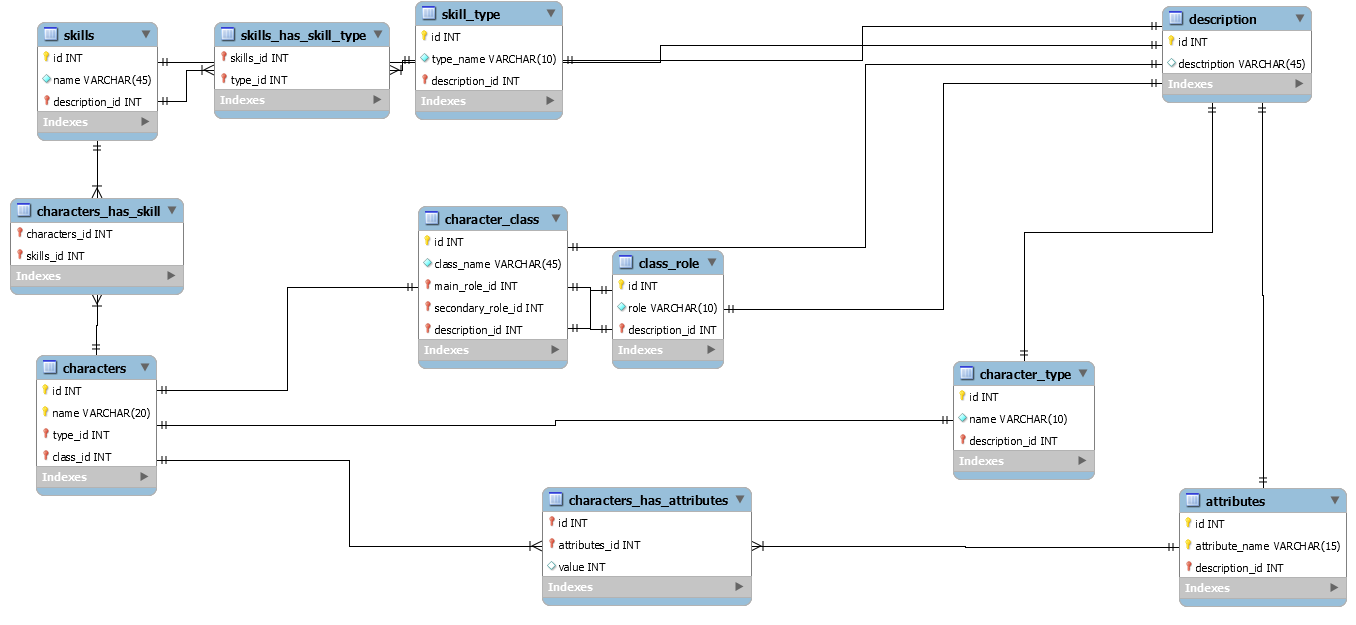 skills
id INT
name VARCHAR(45)
description_id INT
Indexes
skills_has_skill_type
skills_id INT
type_id INT
Indexes
skill_type
id INT
type_name VARCHAR(10)
description_id INT
Indexes
description
id INT
desctription VARCHAR(45)
Indexes
characters_has_skill
characters_id INT
skills_id INT
Indexes
character_class
id INT
class_name VARCHAR(45)
main_role_id INT
secondary_role_id INT
description_id INT
Indexes
class_role
id INT
role VARCHAR(10)
description_id INT
Indexes
characters
id INT
name VARCHAR(20)
type_id INT
class_id INT
Indexes
character_type
id INT
name VARCHAR(10)
description_id INT
Indexes
characters_has_attributes
id INT
attributes_id INT
value INT
Indexes
attributes
id INT
attribute_name VARCHAR(15)
description_id INT
Indexes